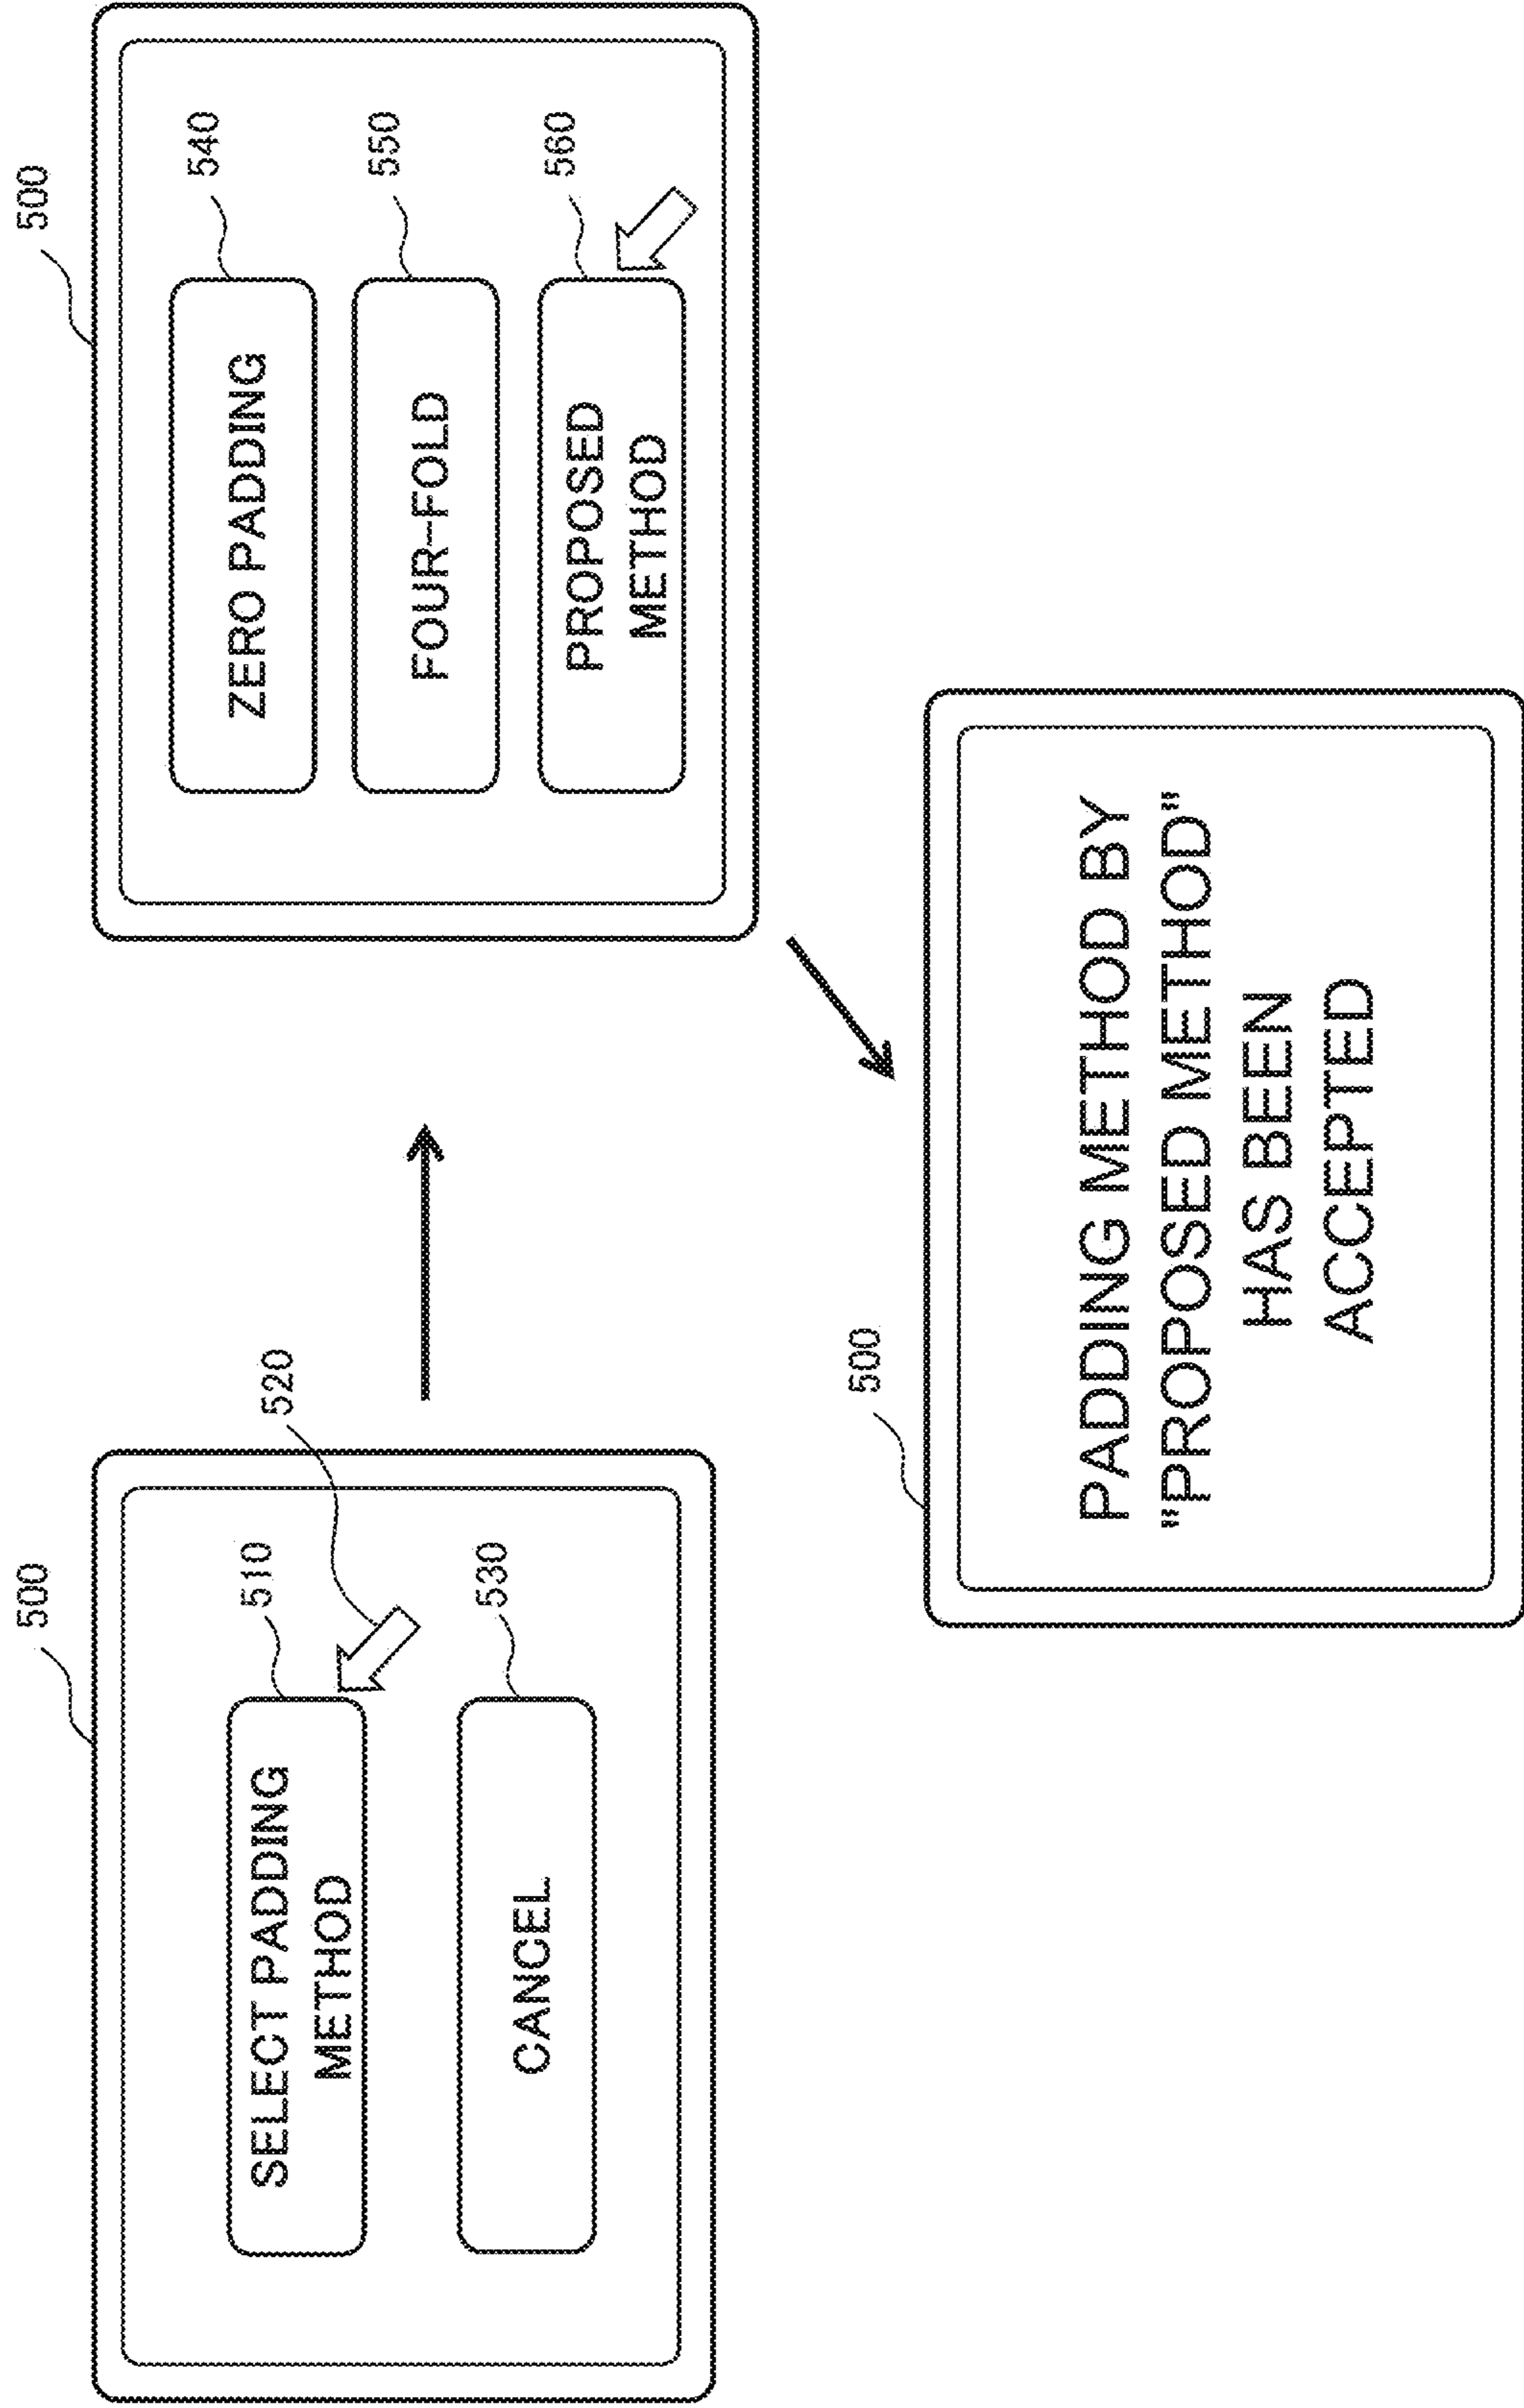 500
510
520
SELECT PADDING
METHOD
530
CANCEL
500
540
ZERO PADDING
550
FOUR-FOLD
560
PROPOSED
METHOD
500
PADDING METHOD BY
"PROPOSED METHOD"
HAS BEEN
ACCEPTED